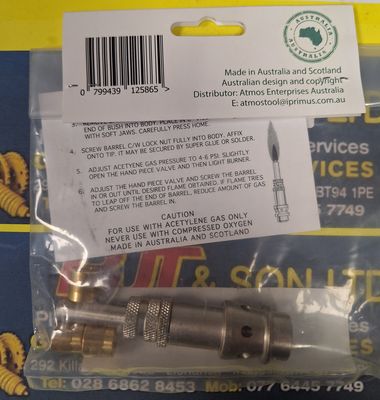 AUSTRALIA
AUSTRALIA
0 799439 125865
Made in Australia and Scotland
Australian design and copyright
Distributor: Atmos Enterprises Australia
E: atmostool@iprimus.com.au
END OF BUSH INTO BODY.
WITH SOFT JAWS. CAREFULLY PRESS HOME
4. SCREW BARREL C/W LOCK NUT FULLY INTO BODY. AFFIX
ONTO TIP. IT MAY BE SECURED BY SUPER GLUE OR SOLDER.
5. ADJUST ACETYENE GAS PRESSURE TO 4-6 PSI. SLIGHTLY
OPEN THE HAND PIECE VALVE AND THEN LIGHT BURNER.
6. ADJUST THE HAND PIECE VALVE AND SCREW THE BARREL
IN OR OUT UNTIL DESIRED FLAME OBTAINED. IF FLAME TRIES
TO LEAP OFF THE END OF BARREL, REDUCE AMOUNT OF GAS
AND SCREW THE BARREL IN.
CAUTION
FOR USE WITH ACETYLENE GAS ONLY
NEVER USE WITH COMPRESSED OXYGEN
MADE IN AUSTRALIA AND SCOTLAND
LTD
VICES
BT94 1PE
7749
& SON LTD
Services
292
Tel: 028 6862 8453 Mob: 077 6445 7749